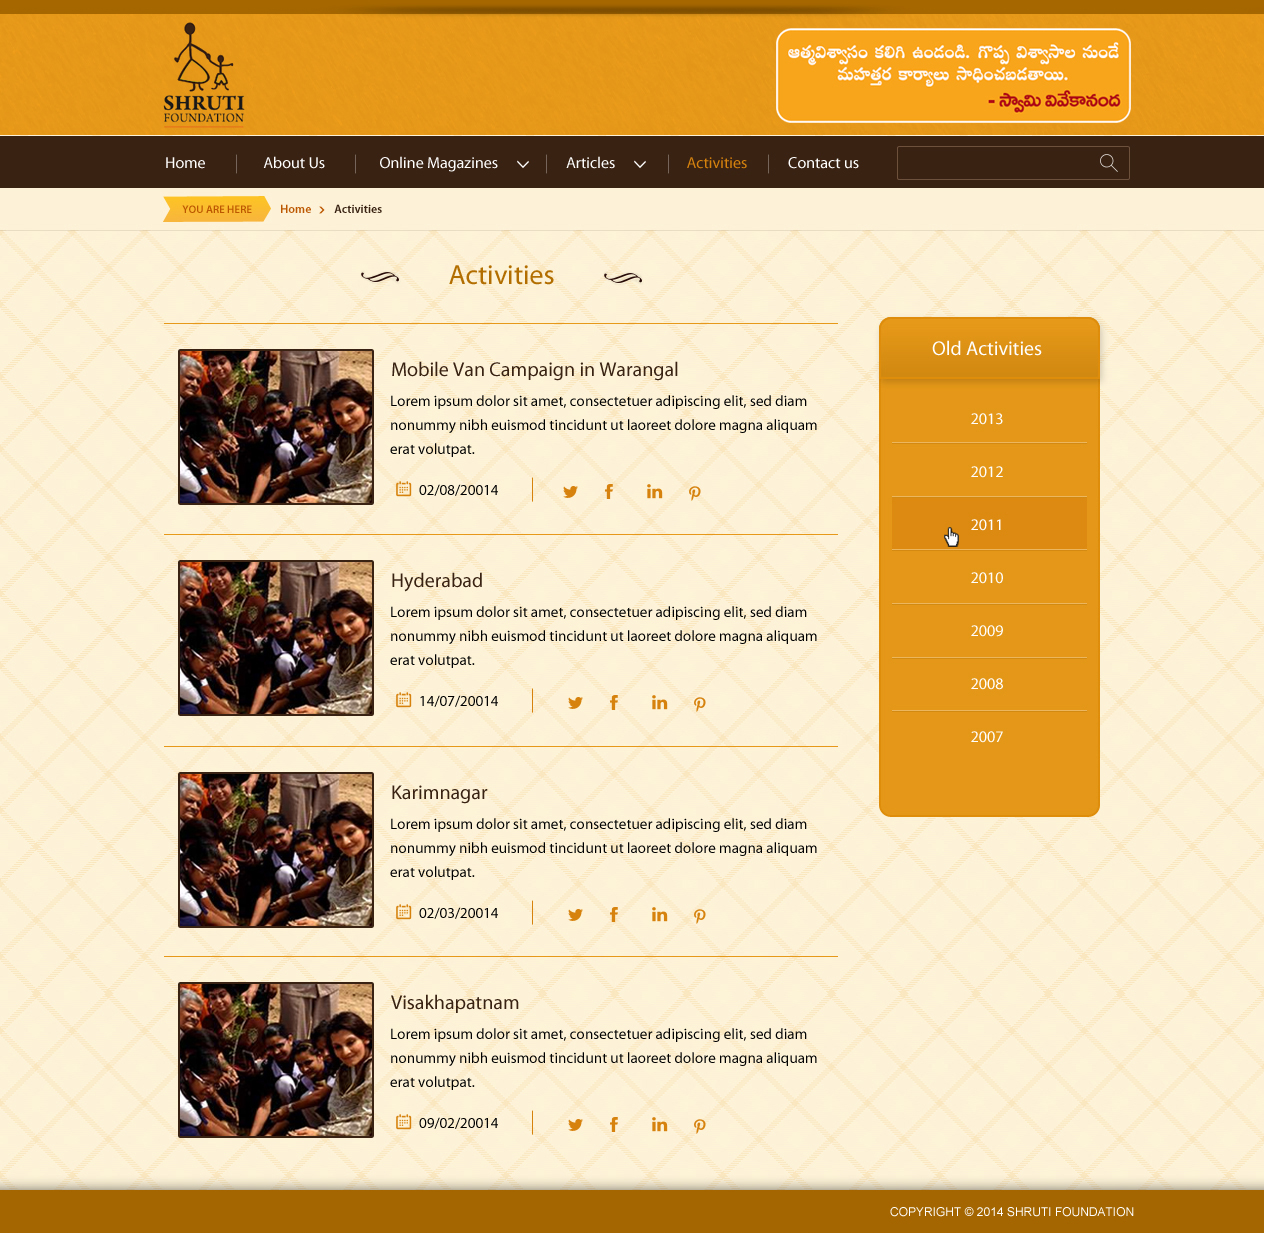 SHRUTI
FOUNDATION
ఆత్మవిశ్వాసం కలిగి ఉండండి. గొప్ప విశ్వాసాల నుండే
మహత్తర కార్యాలు సాధించబడతాయి.
- స్వామి వివేకానంద
Home About Us Online Magazines Articles Activities Contact us
YOU ARE HERE Home > Activities
Activities
Mobile Van Campaign in Warangal
Lorem ipsum dolor sit amet, consectetuer adipiscing elit, sed diam
nonummy nibh euismod tincidunt ut laoreet dolore magna aliquam
erat volutpat.
02/08/20014
Hyderabad
Lorem ipsum dolor sit amet, consectetuer adipiscing elit, sed diam
nonummy nibh euismod tincidunt ut laoreet dolore magna aliquam
erat volutpat.
14/07/20014
Karimnagar
Lorem ipsum dolor sit amet, consectetuer adipiscing elit, sed diam
nonummy nibh euismod tincidunt ut laoreet dolore magna aliquam
erat volutpat.
02/03/20014
Visakhapatnam
Lorem ipsum dolor sit amet, consectetuer adipiscing elit, sed diam
nonummy nibh euismod tincidunt ut laoreet dolore magna aliquam
erat volutpat.
09/02/20014
Old Activities
2013
2012
2011
2010
2009
2008
2007
COPYRIGHT © 2014 SHRUTI FOUNDATION